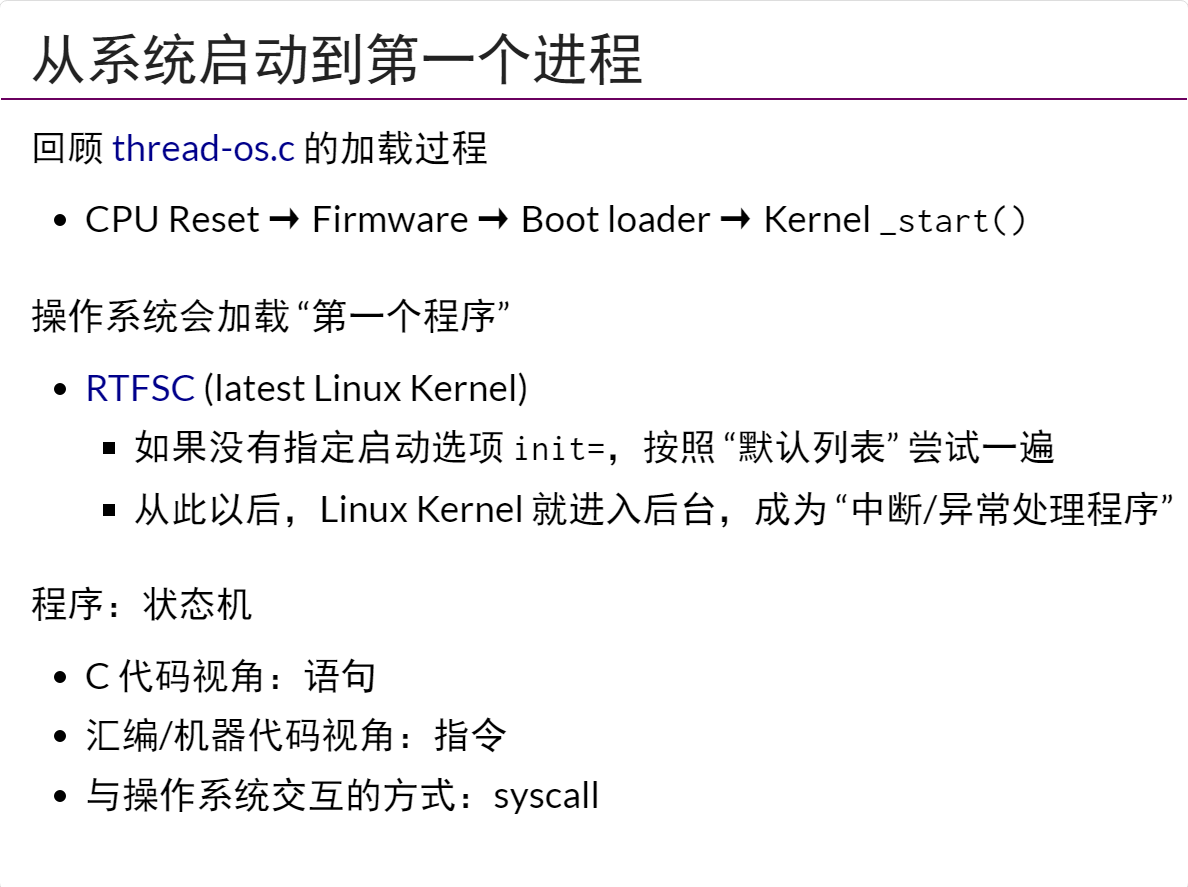 从系统启动到第一个进程
回顾 thread-os.c 的加载过程
• CPU Reset ➞ Firmware ➞ Boot loader ➞ Kernel _start()
操作系统会加载 “第一个程序”
• RTFSC (latest Linux Kernel)
▪ 如果没有指定启动选项 init=，按照 “默认列表” 尝试一遍
▪ 从此以后，Linux Kernel 就进入后台，成为 “中断/异常处理程序”
程序：状态机
• C 代码视角：语句
• 汇编/机器代码视角：指令
• 与操作系统交互的方式：syscall